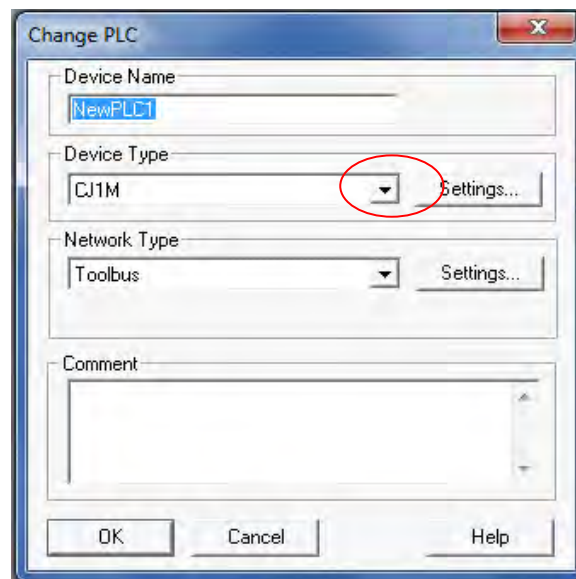 Change PLC
Device Name
NewPLC1
Device Type
CJ1M
Settings...
Network Type
Toolbus
Settings...
Comment
OK
Cancel
Help